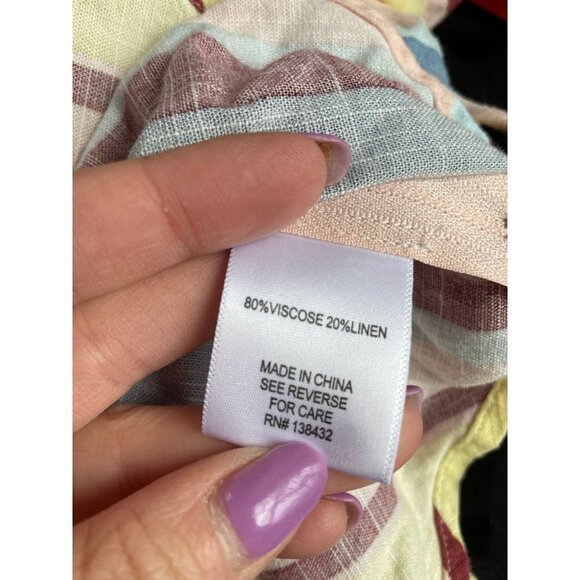 80%VISCOSE 20%LINEN
MADE IN CHINA
SEE REVERSE
FOR CARE
RN# 138432